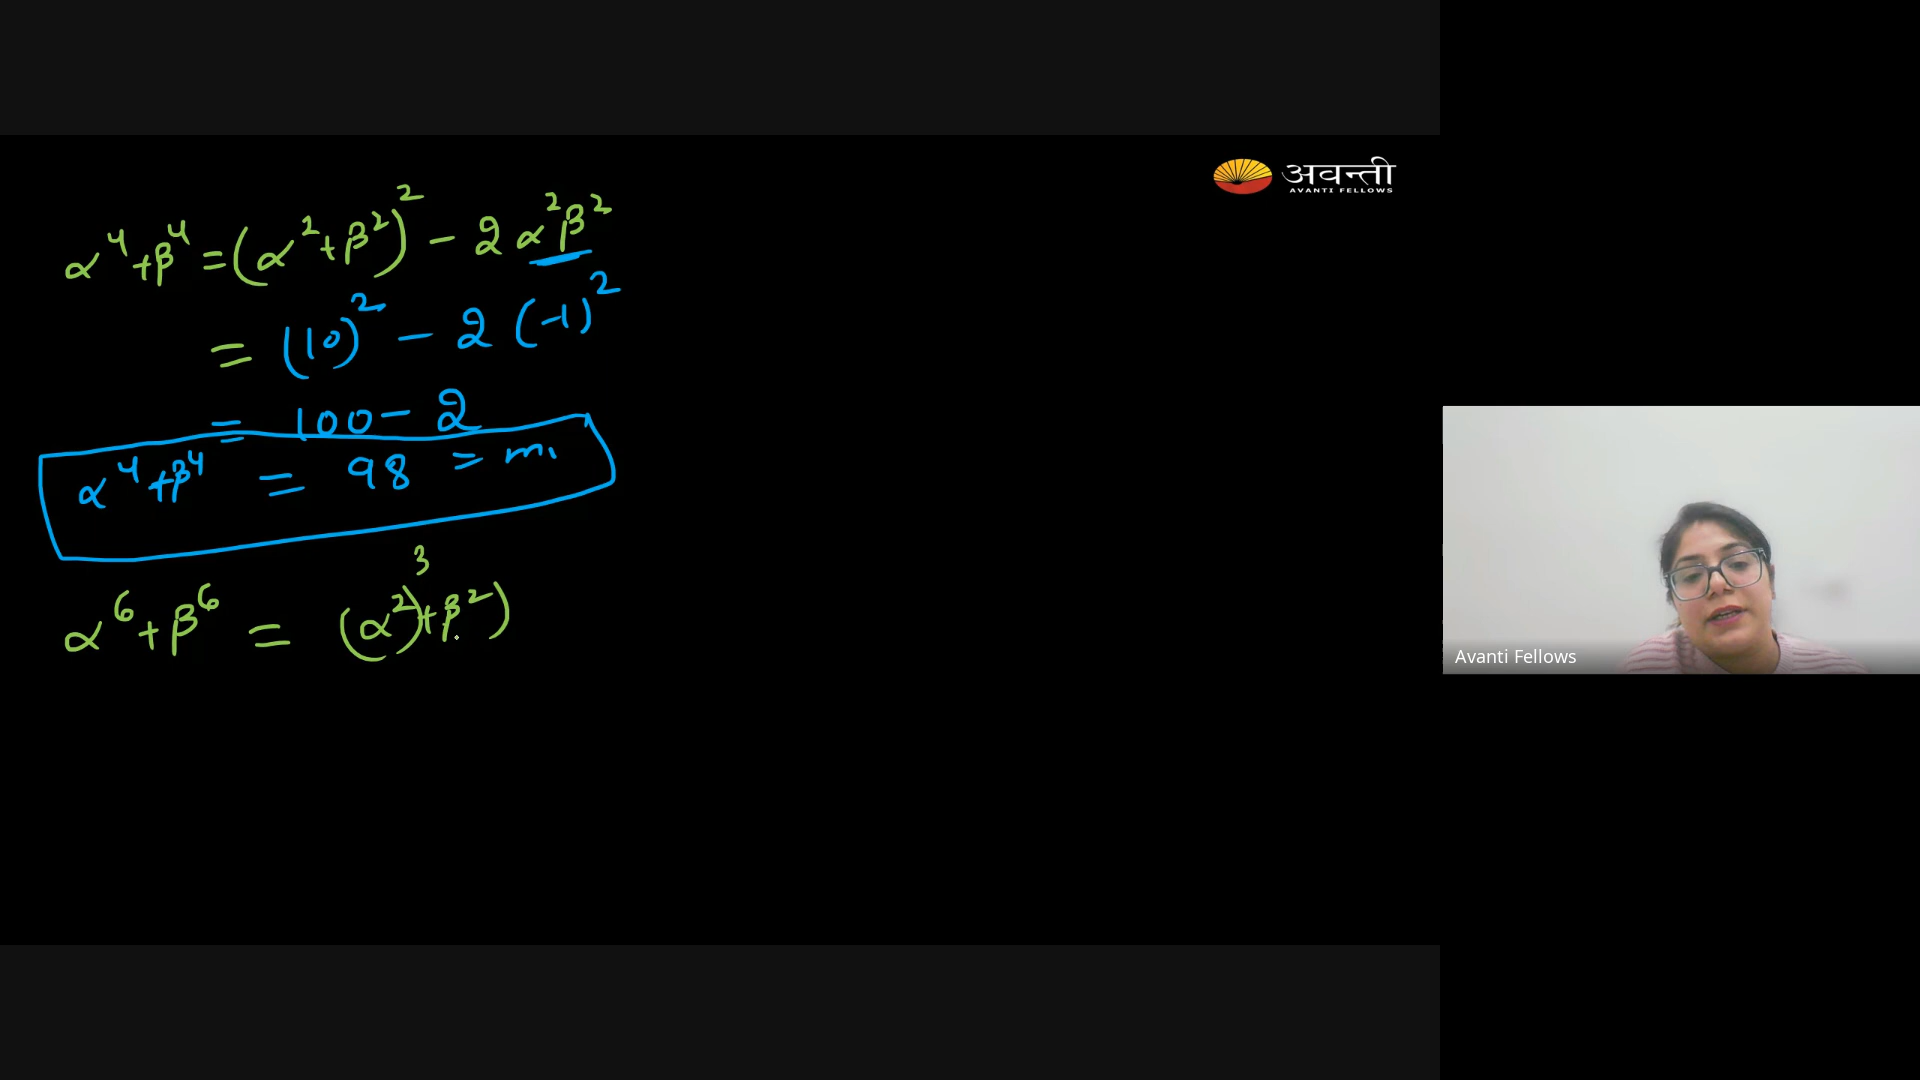 अवन्ती
AVANTI FELLOWS
α⁴+β⁴=(α²+β²)²-2α²β²
= (10)² - 2 (-1)²
= 100 - 2
α⁴+β⁴ = 98 = m₁
α⁶+β⁶ = (α²)³+β²)
Avanti Fellows